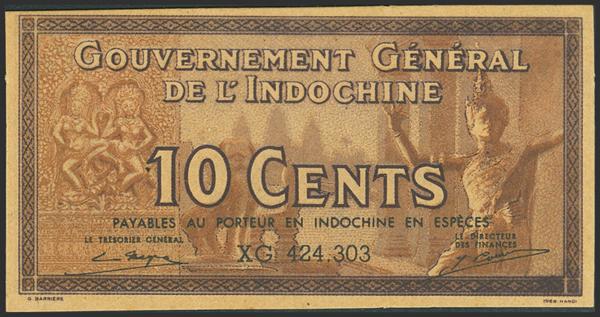 GOUVERNEMENT GÉNÉRAL
DE L'INDOCHINE
10 CENTS
PAYABLES AU PORTEUR EN INDOCHINE EN ESPÈCES
LE TRÉSORIER GÉNÉRAL
LE DIRECTEUR
DES FINANCES
XG 424.303
G. BARRIÈRE
IDEO HANOI